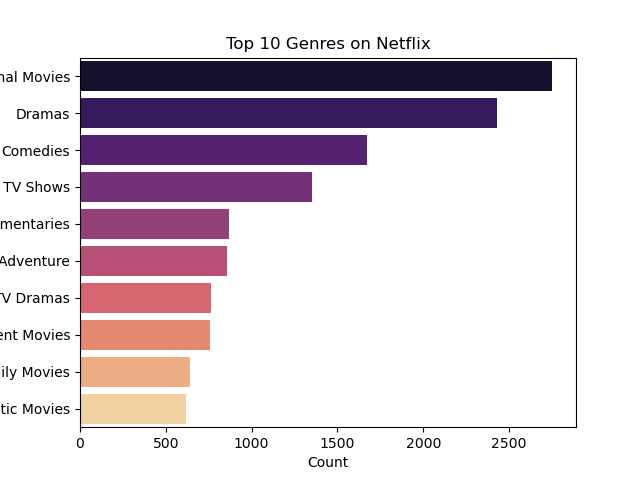 Top 10 Genres on Netflix
nal Movies
Dramas
Comedies
TV Shows
mentaries
Adventure
TV Dramas
ent Movies
ily Movies
tic Movies
0 500 1000 1500 2000 2500
Count